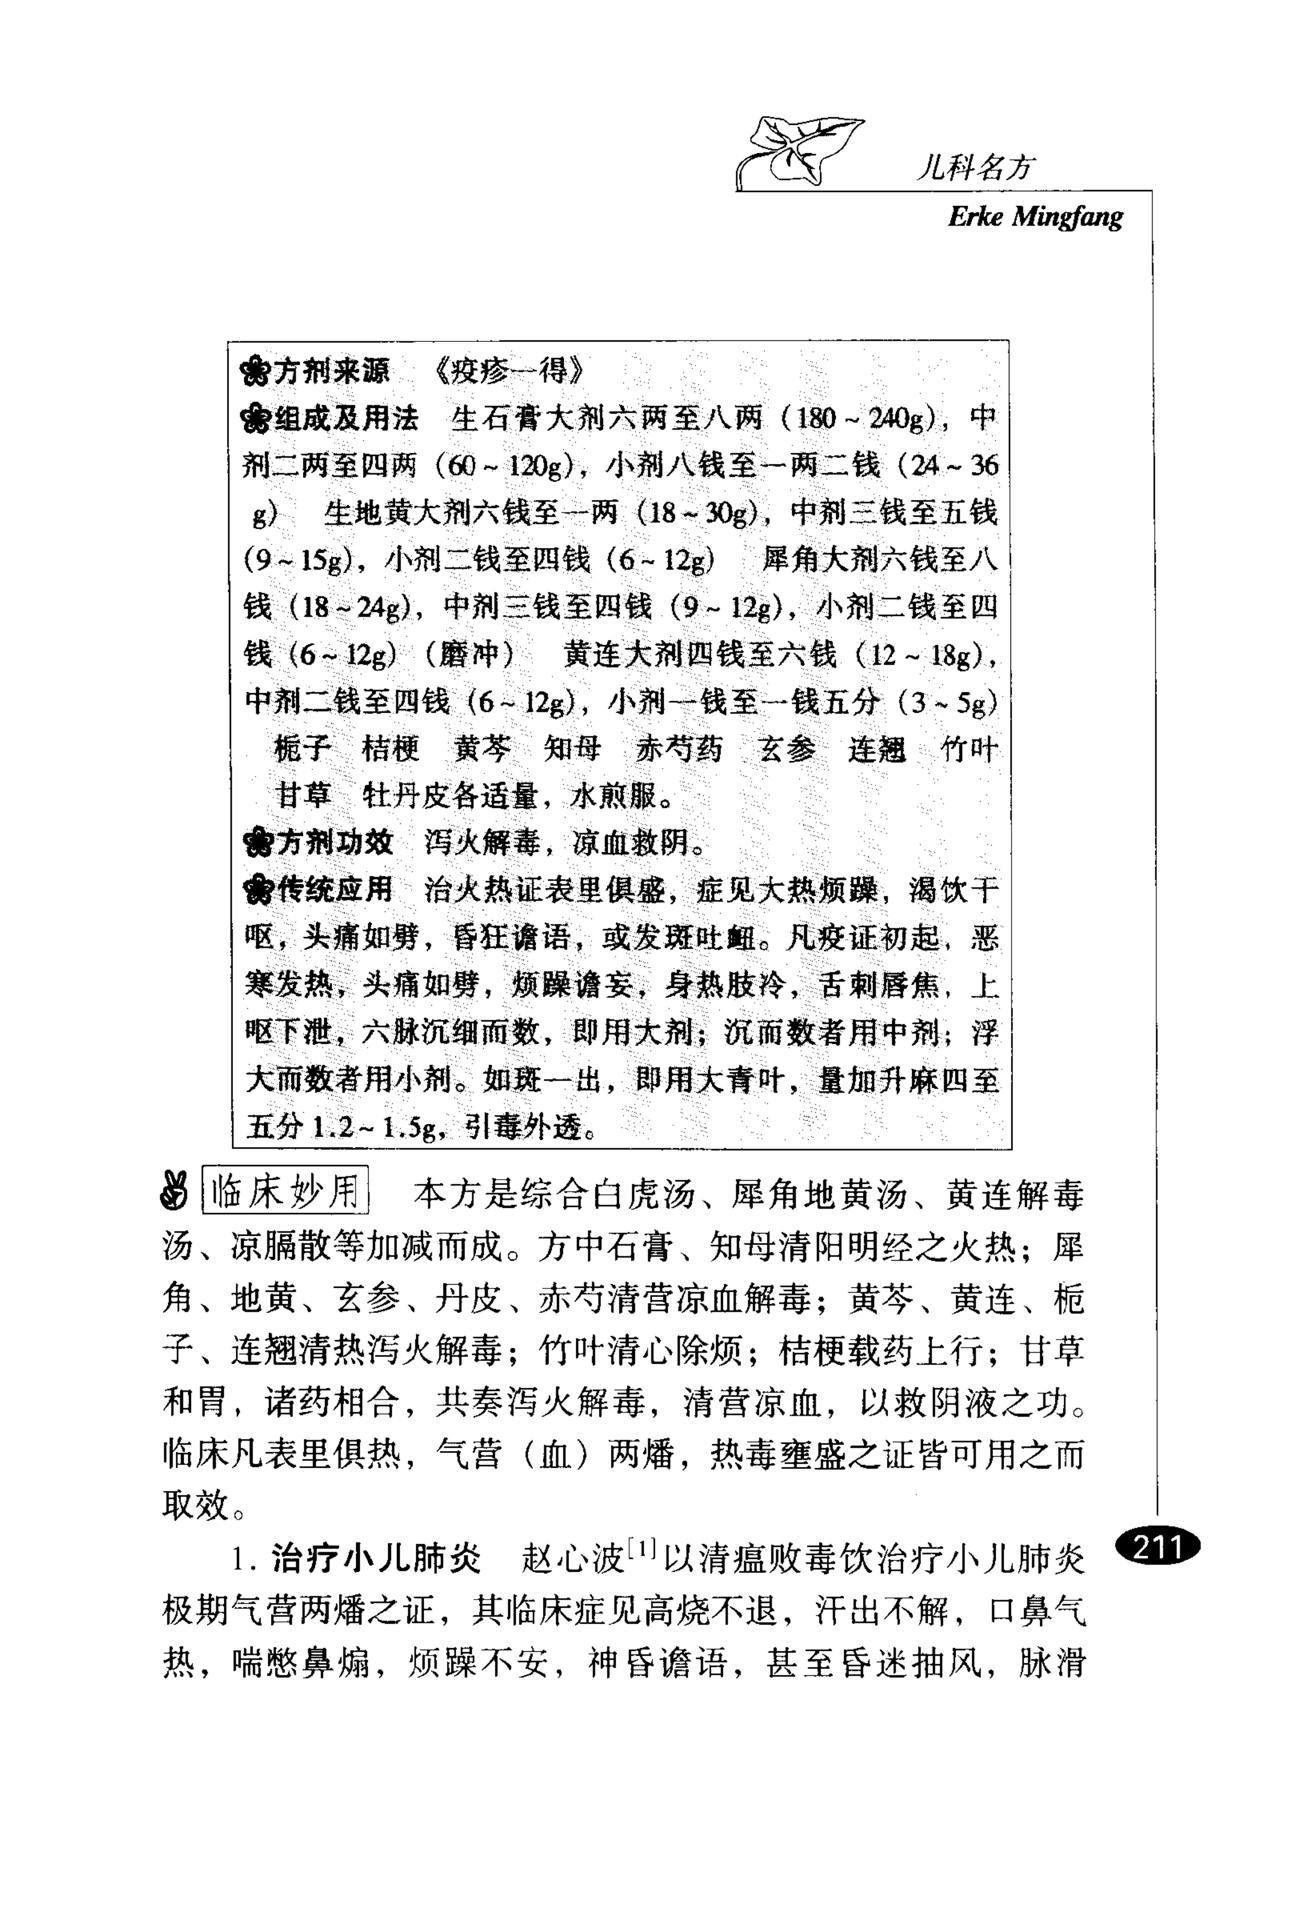 儿科名方
Erke Mingfang
方剂来源 《疫疹一得》
组成及用法 生石膏大剂六两至八两（180～240g），中
剂二两至四两（60～120g），小剂八钱至一两二钱（24～36
g） 生地黄大剂六钱至一两（18～30g），中剂三钱至五钱
（9～15g），小剂二钱至四钱（6～12g） 犀角大剂六钱至八
钱（18～24g），中剂三钱至四钱（9～12g），小剂二钱至四
钱（6～12g）（磨冲） 黄连大剂四钱至六钱（12～18g），
中剂二钱至四钱（6～12g），小剂一钱至一钱五分（3～5g）
栀子 桔梗 黄芩 知母 赤芍药 玄参 连翘 竹叶
甘草 牡丹皮各适量，水煎服。
方剂功效 泻火解毒，凉血救阴。
传统应用 治火热证表里俱盛，症见大热烦躁，渴饮干
呕，头痛如劈，昏狂谵语，或发斑吐衄。凡疫证初起，恶
寒发热，头痛如劈，烦躁谵妄，身热肢冷，舌刺唇焦，上
呕下泄，六脉沉细而数，即用大剂；沉而数者用中剂；浮
大而数者用小剂。如斑一出，即用大青叶，量加升麻四至
五分1.2～1.5g，引毒外透。
临床妙用 本方是综合白虎汤、犀角地黄汤、黄连解毒
汤、凉膈散等加减而成。方中石膏、知母清阳明经之火热；犀
角、地黄、玄参、丹皮、赤芍清营凉血解毒；黄芩、黄连、栀
子、连翘清热泻火解毒；竹叶清心除烦；桔梗载药上行；甘草
和胃，诸药相合，共奏泻火解毒，清营凉血，以救阴液之功。
临床凡表里俱热，气营（血）两燔，热毒壅盛之证皆可用之而
取效。
1. 治疗小儿肺炎 赵心波[1]以清瘟败毒饮治疗小儿肺炎
极期气营两燔之证，其临床症见高烧不退，汗出不解，口鼻气
热，喘憋鼻煽，烦躁不安，神昏谵语，甚至昏迷抽风，脉滑
211